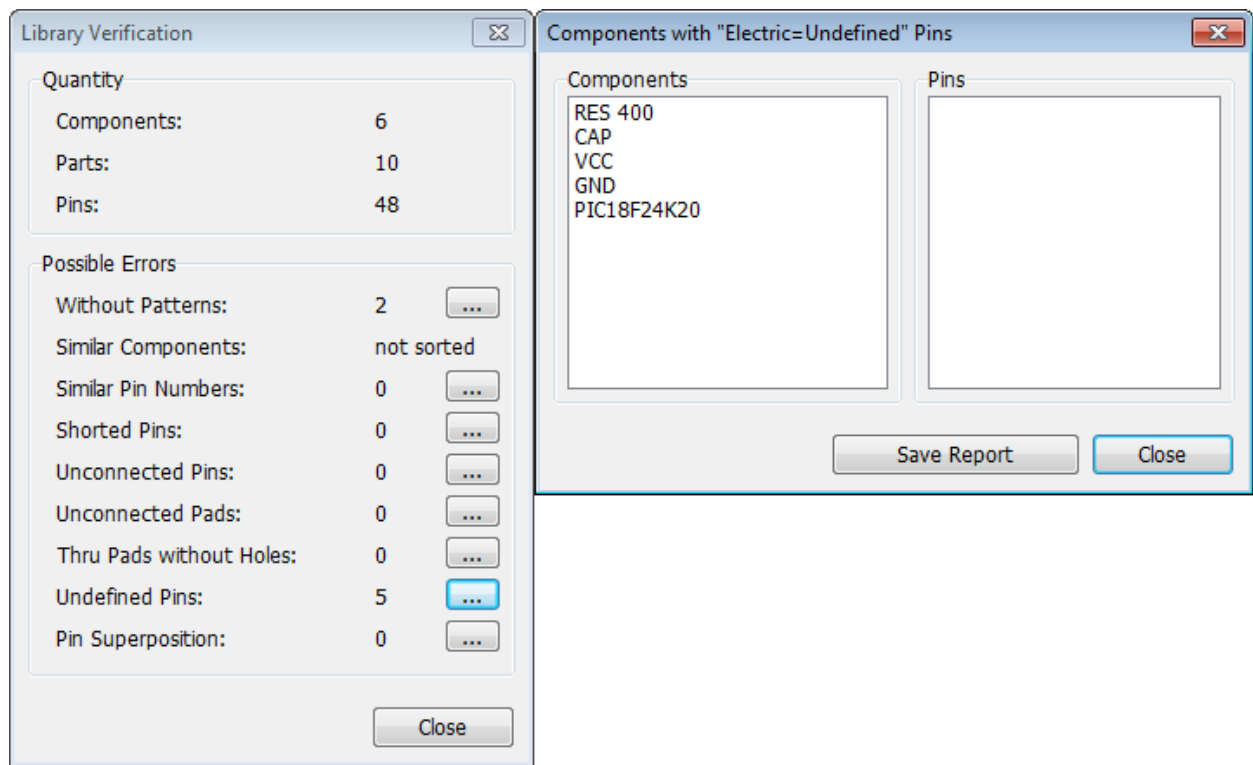 Library Verification
Quantity
Components: 6
Parts: 10
Pins: 48
Possible Errors
Without Patterns: 2 ...
Similar Components: not sorted
Similar Pin Numbers: 0 ...
Shorted Pins: 0 ...
Unconnected Pins: 0 ...
Unconnected Pads: 0 ...
Thru Pads without Holes: 0 ...
Undefined Pins: 5 ...
Pin Superposition: 0 ...
Close
Components with "Electric=Undefined" Pins
Components
RES 400
CAP
VCC
GND
PIC18F24K20
Pins
Save Report Close